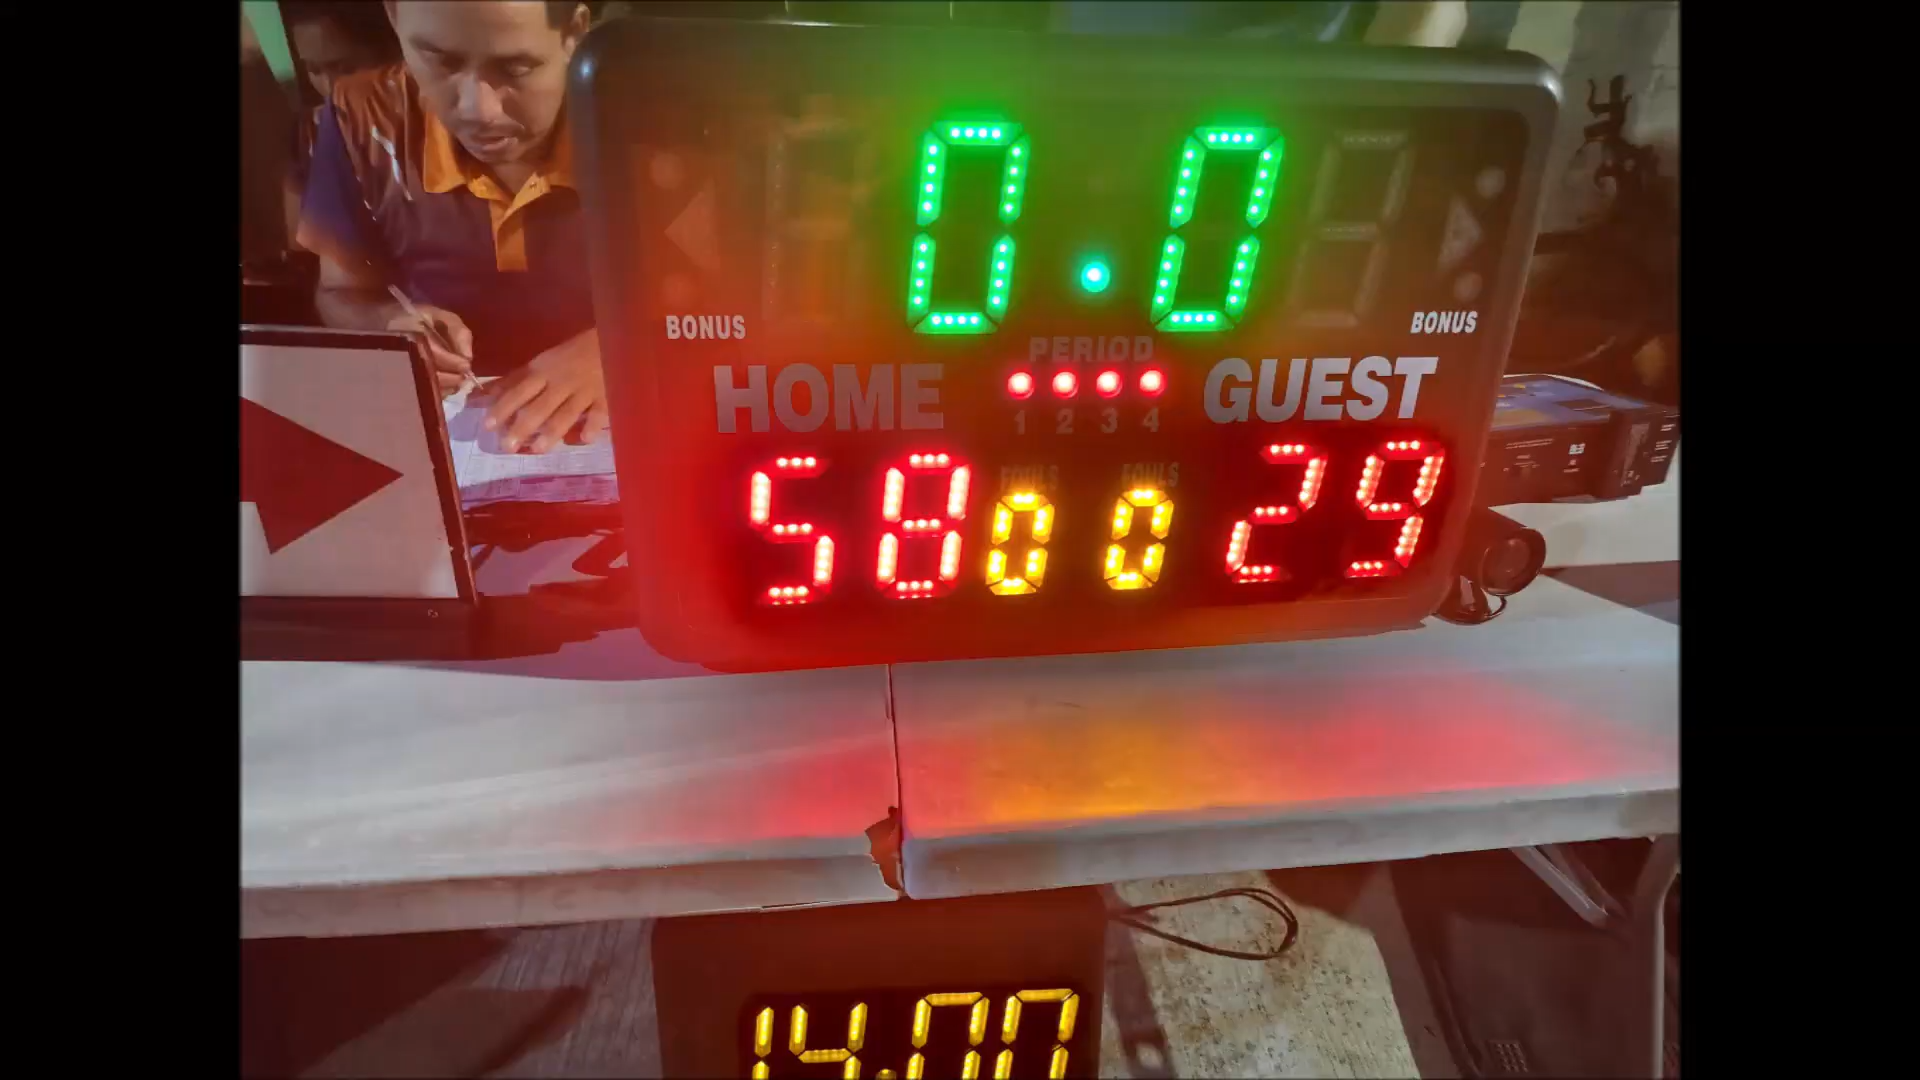 0.0
BONUS
BONUS
PERIOD
HOME
GUEST
1 2 3 4
FOULS FOULS
58 0 0 29
14.00